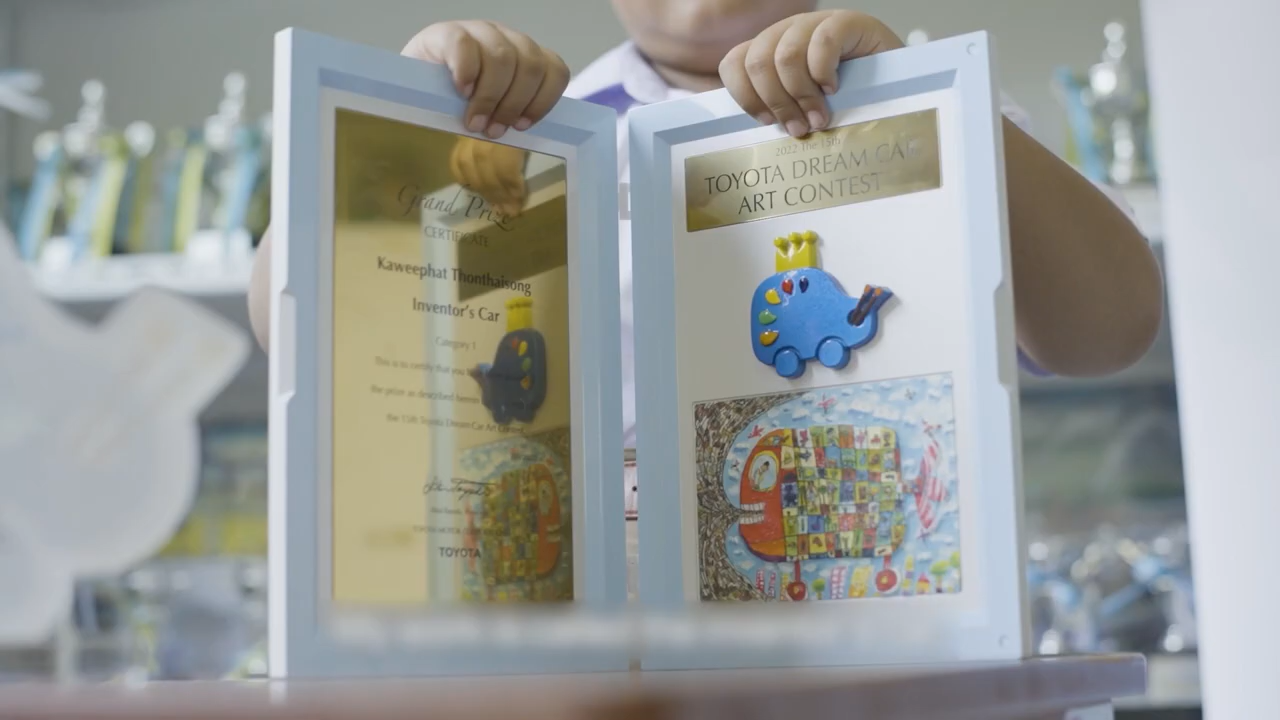 Grand Prize
CERTIFICATE
Kaweephat Thonthaisong
Inventor's Car
Category 1
This is to certify that you
the prize as described herein
the 15th Toyota Dream Car Art Contest
TOYOTA
2022 The 15th
TOYOTA DREAM CAR
ART CONTEST